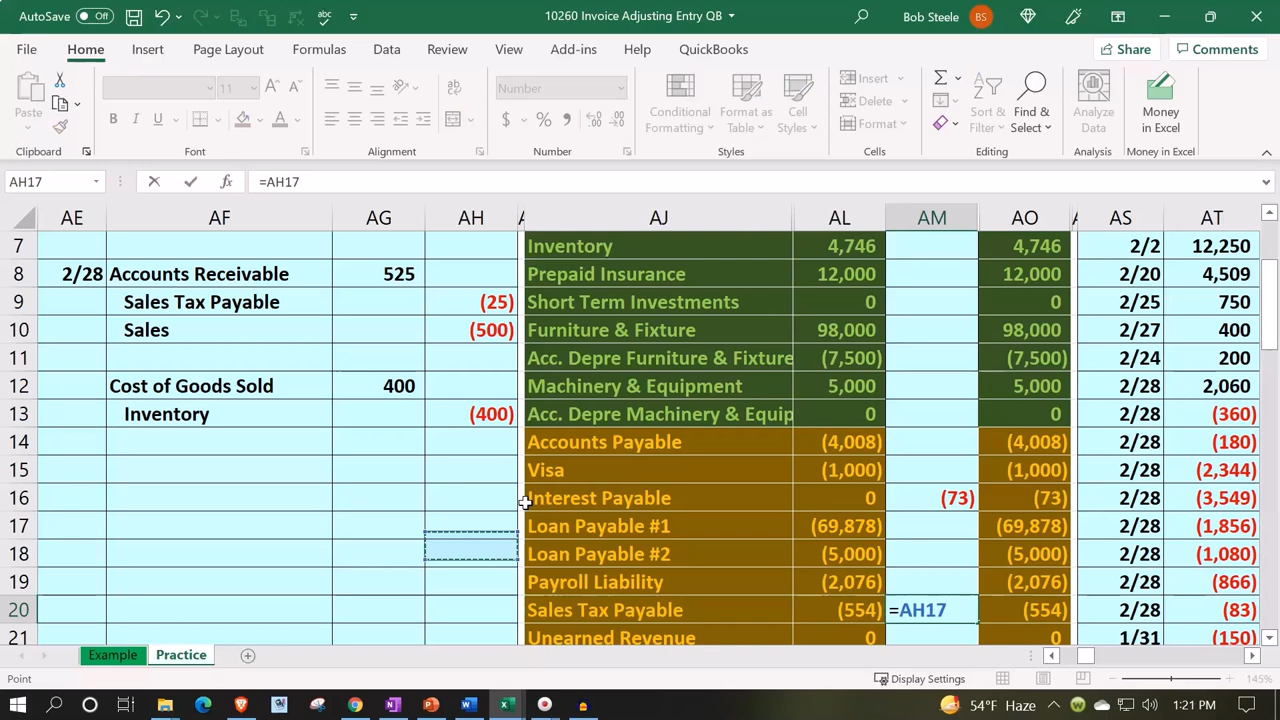 AutoSave Off 10260 Invoice Adjusting Entry QB Bob Steele BS
File Home Insert Page Layout Formulas Data Review View Add-ins Help QuickBooks Share Comments
Paste 11 A A Number Insert Conditional Formatting Format as Table Cell Styles Delete Format Sort & Filter Find & Select Analyze Data Money in Excel
B I U $ % 9
Clipboard Font Alignment Number Styles Cells Editing Analysis Money in Excel
AH17 fx =AH17
AE AF AG AH A AJ AL AM AO A AS AT
7 Inventory 4,746 4,746 2/2 12,250
8 2/28 Accounts Receivable 525 Prepaid Insurance 12,000 12,000 2/20 4,509
9 Sales Tax Payable (25) Short Term Investments 0 0 2/25 750
10 Sales (500) Furniture & Fixture 98,000 98,000 2/27 400
11 Acc. Depre Furniture & Fixture (7,500) (7,500) 2/24 200
12 Cost of Goods Sold 400 Machinery & Equipment 5,000 5,000 2/28 2,060
13 Inventory (400) Acc. Depre Machinery & Equip 0 0 2/28 (360)
14 Accounts Payable (4,008) (4,008) 2/28 (180)
15 Visa (1,000) (1,000) 2/28 (2,344)
16 Interest Payable 0 (73) (73) 2/28 (3,549)
17 Loan Payable #1 (69,878) (69,878) 2/28 (1,856)
18 Loan Payable #2 (5,000) (5,000) 2/28 (1,080)
19 Payroll Liability (2,076) (2,076) 2/28 (866)
20 Sales Tax Payable (554) =AH17 (554) 2/28 (83)
21 Unearned Revenue 0 0 1/31 (150)
Example Practice
Point Display Settings 145%
54°F Haze 1:21 PM